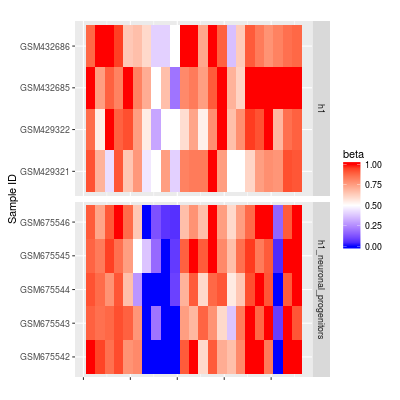 Sample ID
GSM432686
GSM432685
GSM429322
GSM429321
h1
GSM675546
GSM675545
GSM675544
GSM675543
GSM675542
h1_neuronal_progenitors
beta
1.00
0.75
0.50
0.25
0.00